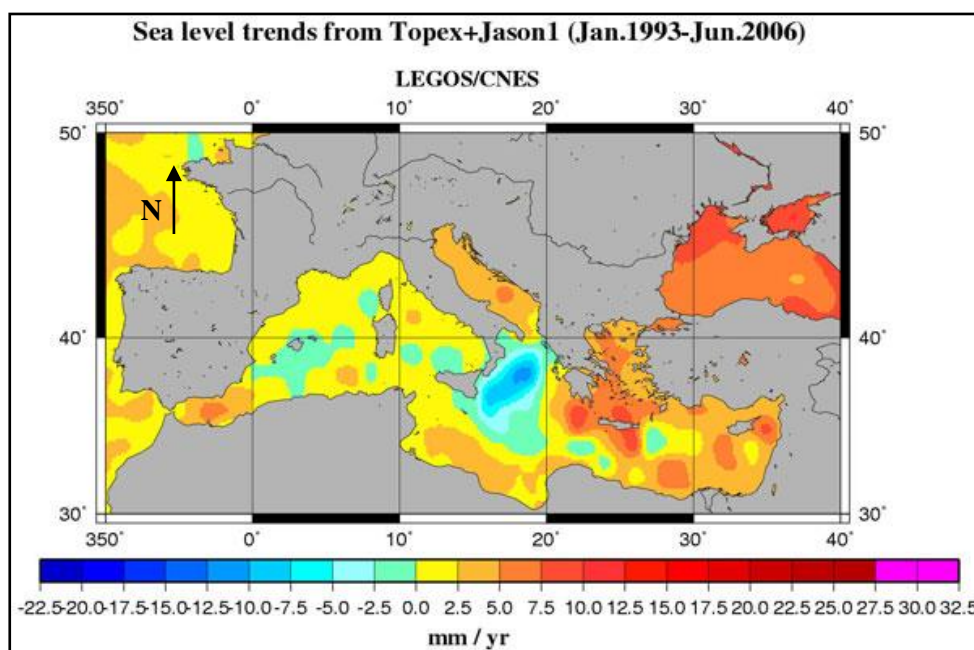 Sea level trends from Topex+Jason1 (Jan.1993-Jun.2006)
LEGOS/CNES
350˚ 0˚ 10˚ 20˚ 30˚ 40˚
50˚ 50˚
N
40˚ 40˚
30˚ 30˚
350˚ 0˚ 10˚ 20˚ 30˚ 40˚
-22.5-20.0-17.5-15.0-12.5-10.0-7.5-5.0-2.5 0.0 2.5 5.0 7.5 10.0 12.5 15.0 17.5 20.0 22.5 25.0 27.5 30.0 32.5
mm / yr